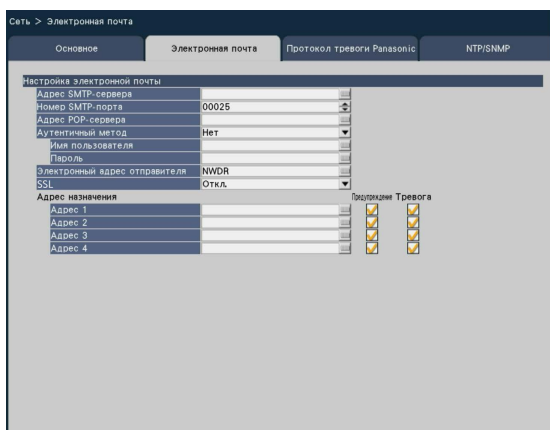 Сеть > Электронная почта
Основное Электронная почта Протокол тревоги Panasonic NTP/SNMP
Настройка электронной почты
Адрес SMTP-сервера
Номер SMTP-порта 00025
Адрес POP-сервера
Аутентичный метод Нет
Имя пользователя
Пароль
Электронный адрес отправителя NWDR
SSL Откл.
Адрес назначения Предупреждение Тревога
Адрес 1
Адрес 2
Адрес 3
Адрес 4